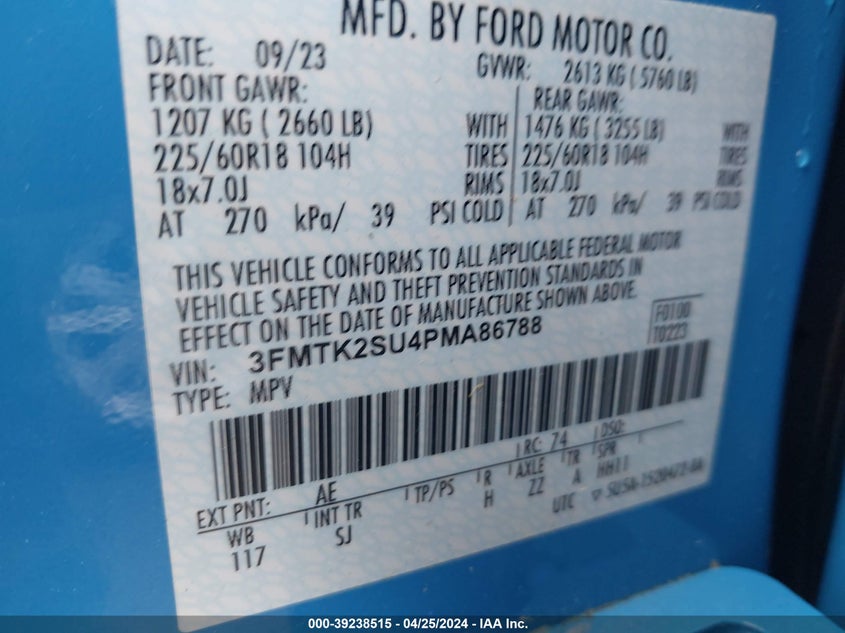 MFD. BY FORD MOTOR CO.
DATE: 09/23 GVWR: 2613 KG ( 5760 LB)
FRONT GAWR: REAR GAWR:
1207 KG ( 2660 LB) WITH 1476 KG ( 3255 LB) WITH
225/60R18 104H TIRES 225/60R18 104H TIRES
18x7.0J RIMS 18x7.0J RIMS
AT 270 kPa/ 39 PSI COLD AT 270 kPa/ 39 PSI COLD
THIS VEHICLE CONFORMS TO ALL APPLICABLE FEDERAL MOTOR
VEHICLE SAFETY AND THEFT PREVENTION STANDARDS IN
EFFECT ON THE DATE OF MANUFACTURE SHOWN ABOVE.
F0100
T0223
VIN: 3FMTK2SU4PMA86788
TYPE: MPV
RC: 74 DSO:
EXT PNT: AE TP/PS R AXLE TR SPR
WB INT TR H ZZ A HH11
117 SJ UTC
000-39238515 - 04/25/2024 - IAA Inc.